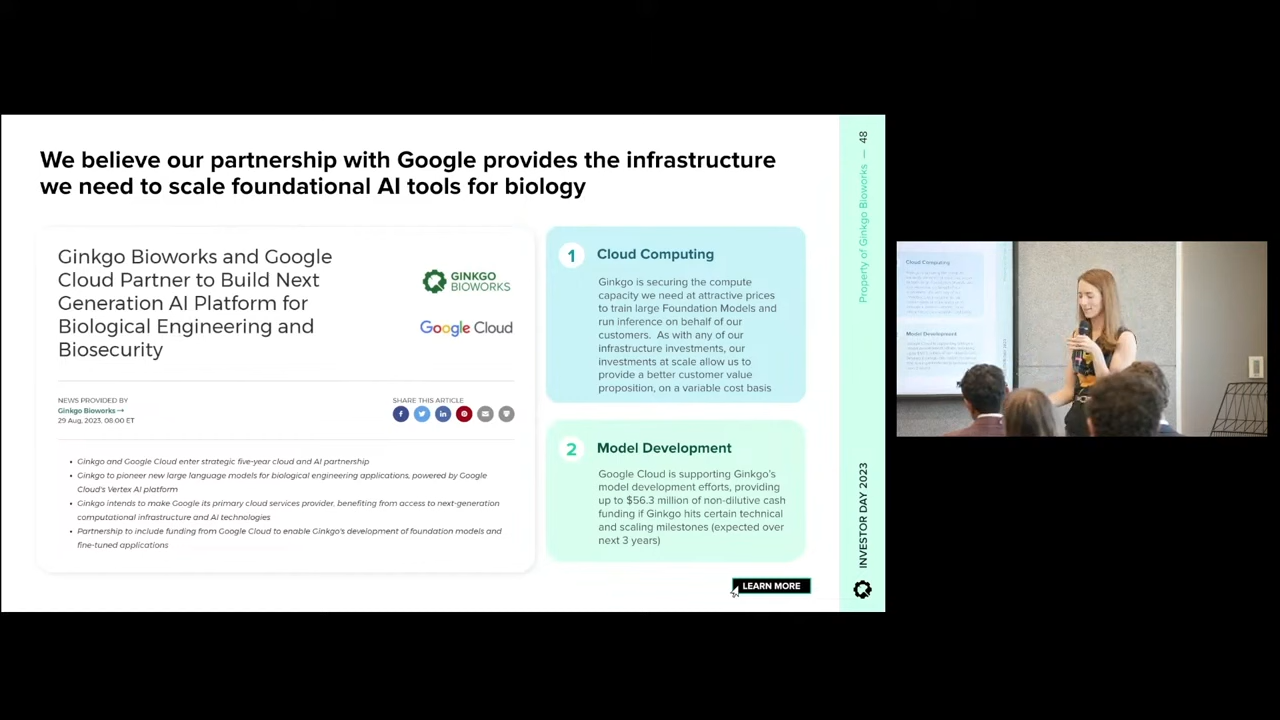 We believe our partnership with Google provides the infrastructure
we need to scale foundational AI tools for biology
Ginkgo Bioworks and Google
Cloud Partner to Build Next
Generation AI Platform for
Biological Engineering and
Biosecurity
GINKGO
BIOWORKS
Google Cloud
NEWS PROVIDED BY
Ginkgo Bioworks →
29 Aug, 2023, 08:00 ET
SHARE THIS ARTICLE
• Ginkgo and Google Cloud enter strategic five-year cloud and AI partnership
• Ginkgo to pioneer new large language models for biological engineering applications, powered by Google
Cloud's Vertex AI platform
• Ginkgo intends to make Google its primary cloud services provider, benefiting from access to next-generation
computational infrastructure and AI technologies
• Partnership to include funding from Google Cloud to enable Ginkgo's development of foundation models and
fine-tuned applications
1 Cloud Computing
Ginkgo is securing the compute
capacity we need at attractive prices
to train large Foundation Models and
run inference on behalf of our
customers. As with any of our
infrastructure investments, our
investments at scale allow us to
provide a better customer value
proposition, on a variable cost basis
2 Model Development
Google Cloud is supporting Ginkgo's
model development efforts, providing
up to $56.3 million of non-dilutive cash
funding if Ginkgo hits certain technical
and scaling milestones (expected over
next 3 years)
LEARN MORE
Property of Ginkgo Bioworks — 48
INVESTOR DAY 2023
Cloud Computing
Model Development